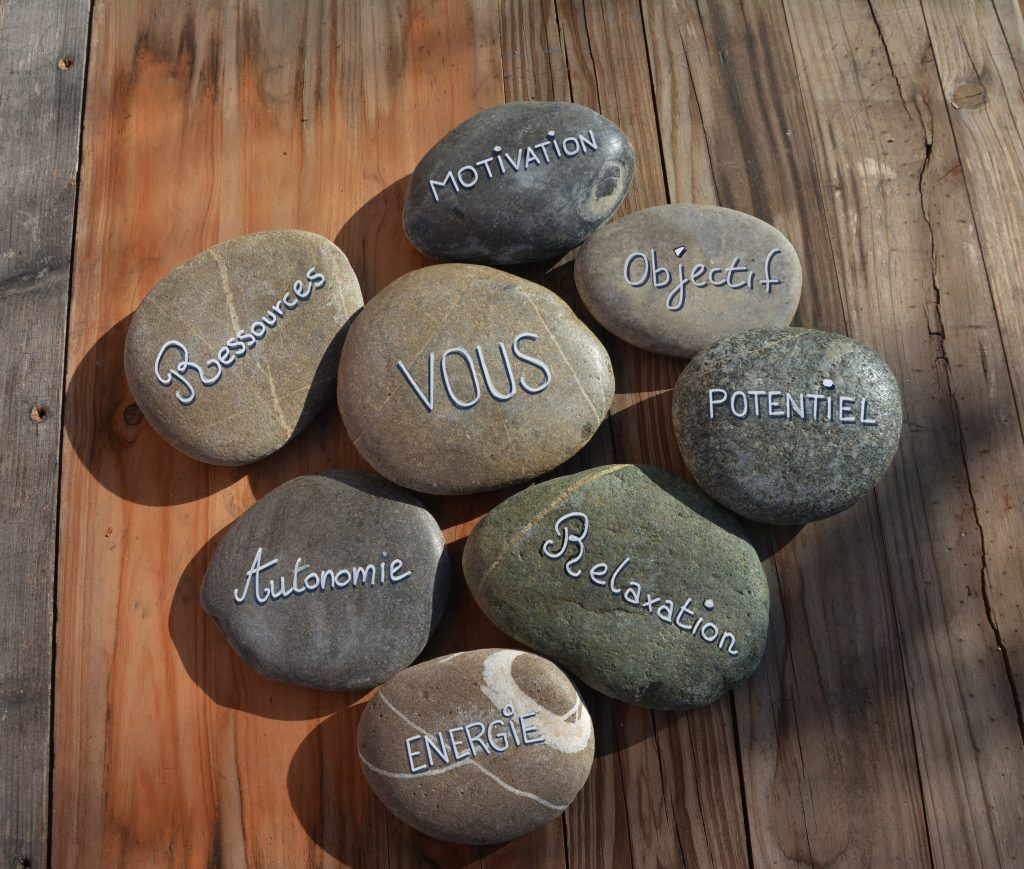 MOTIVATION
Objectif
Ressources
VOUS
POTENTIEL
Autonomie
Relaxation
ENERGIE